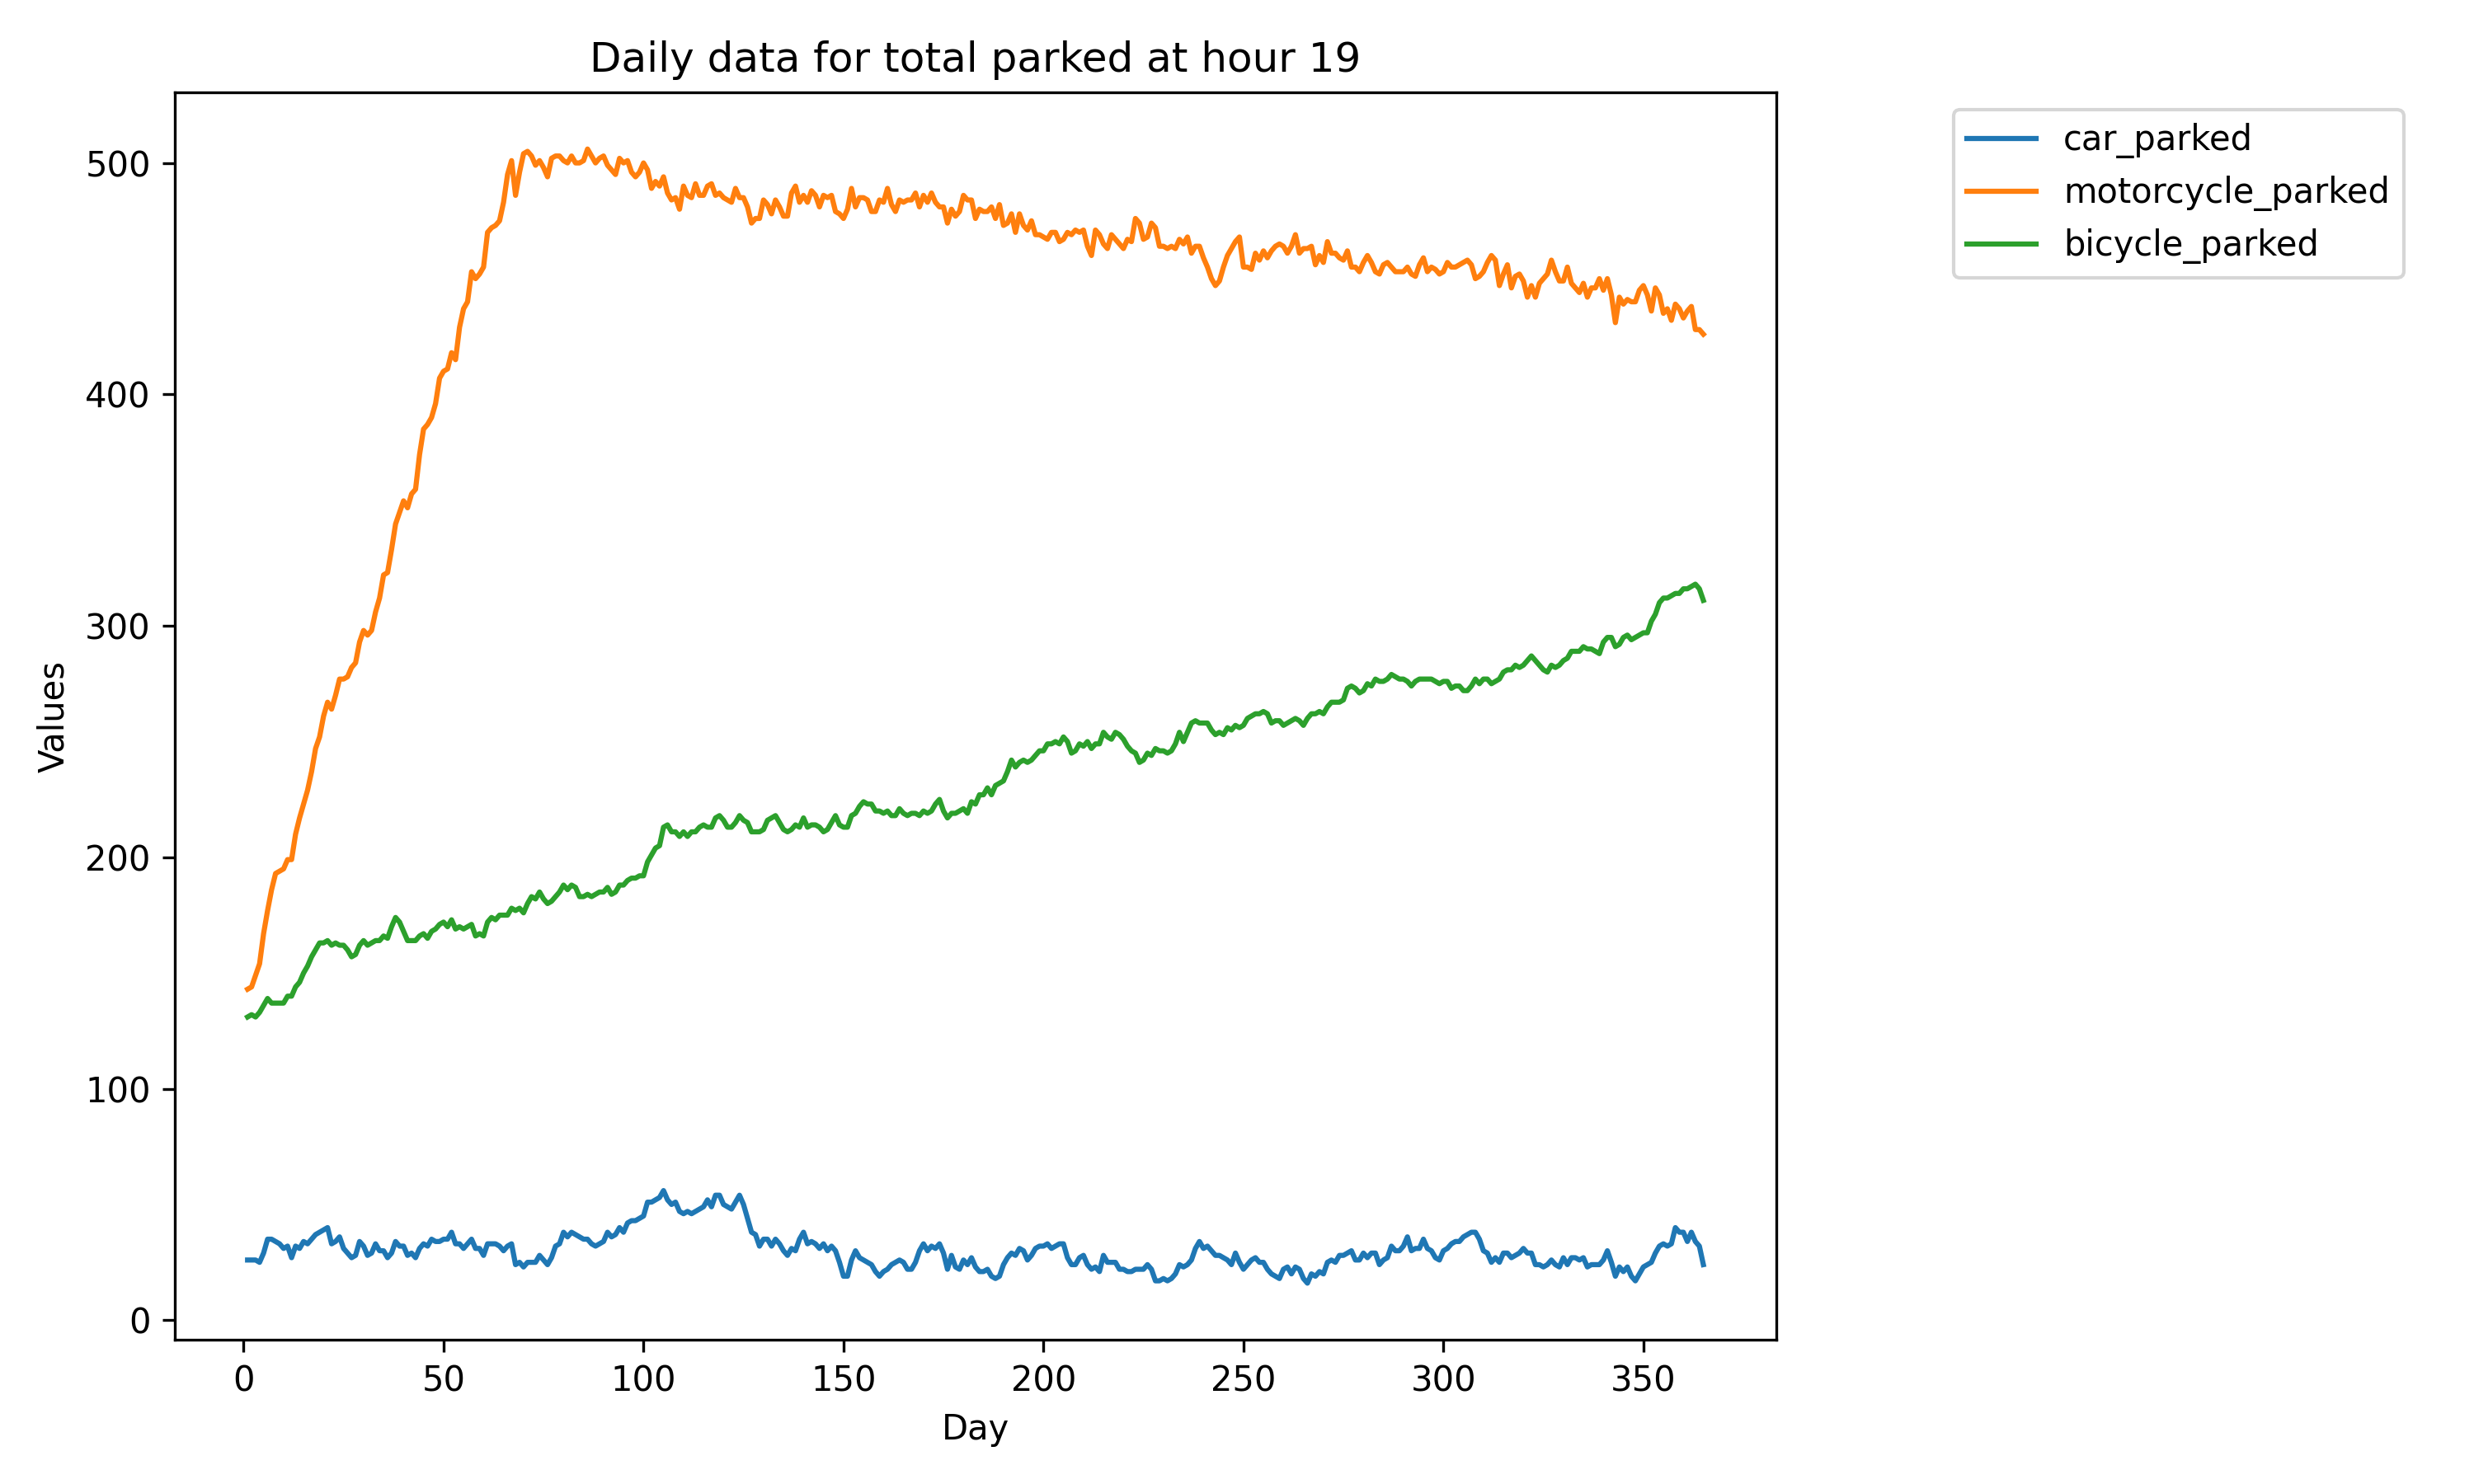 Daily data for total parked at hour 19
car_parked
motorcycle_parked
bicycle_parked
500
400
300
200
100
0
Values
0 50 100 150 200 250 300 350
Day